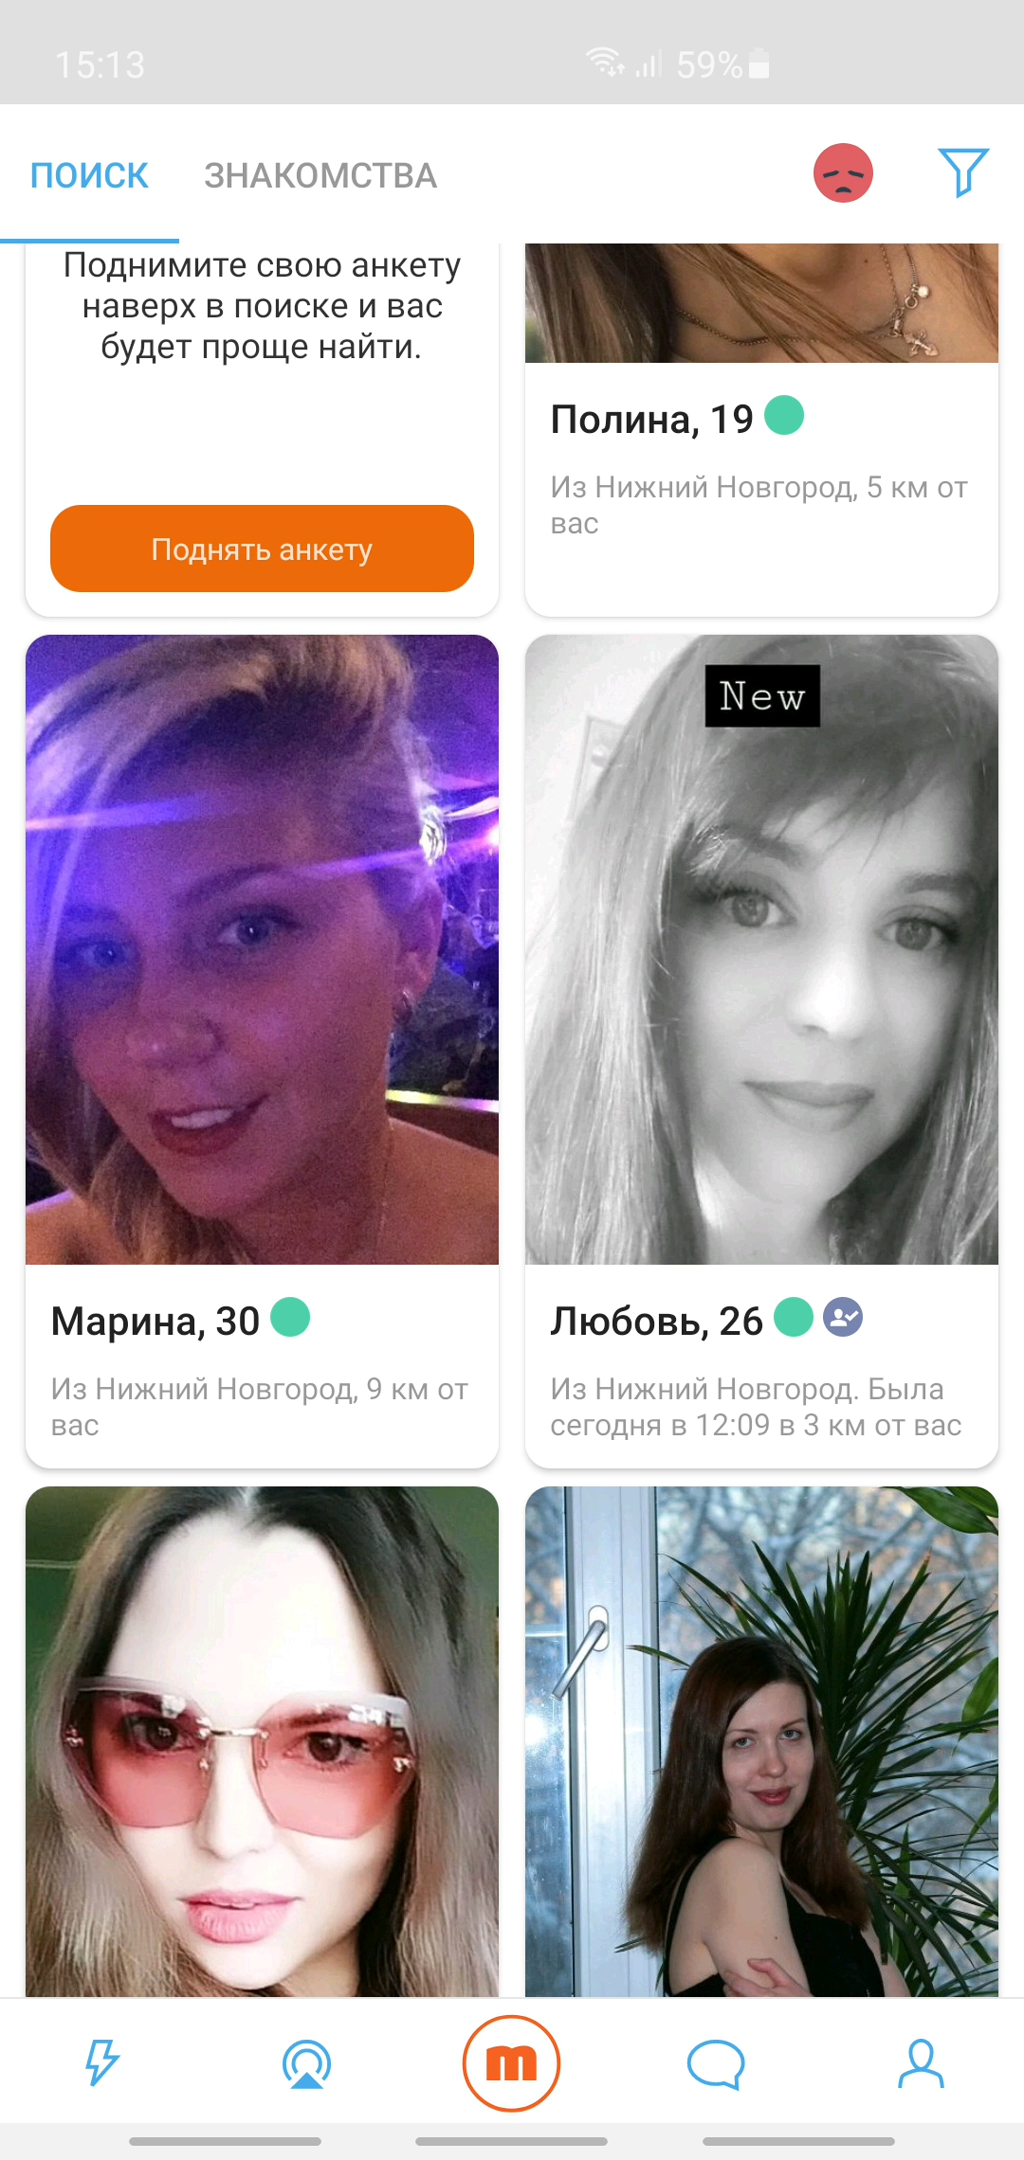 15:13
59%
ПОИСК
ЗНАКОМСТВА
Поднимите свою анкету
наверх в поиске и вас
будет проще найти.
Поднять анкету
Полина, 19
Из Нижний Новгород, 5 км от
вас
New
Марина, 30
Из Нижний Новгород, 9 км от
вас
Любовь, 26
Из Нижний Новгород. Была
сегодня в 12:09 в 3 км от вас
m